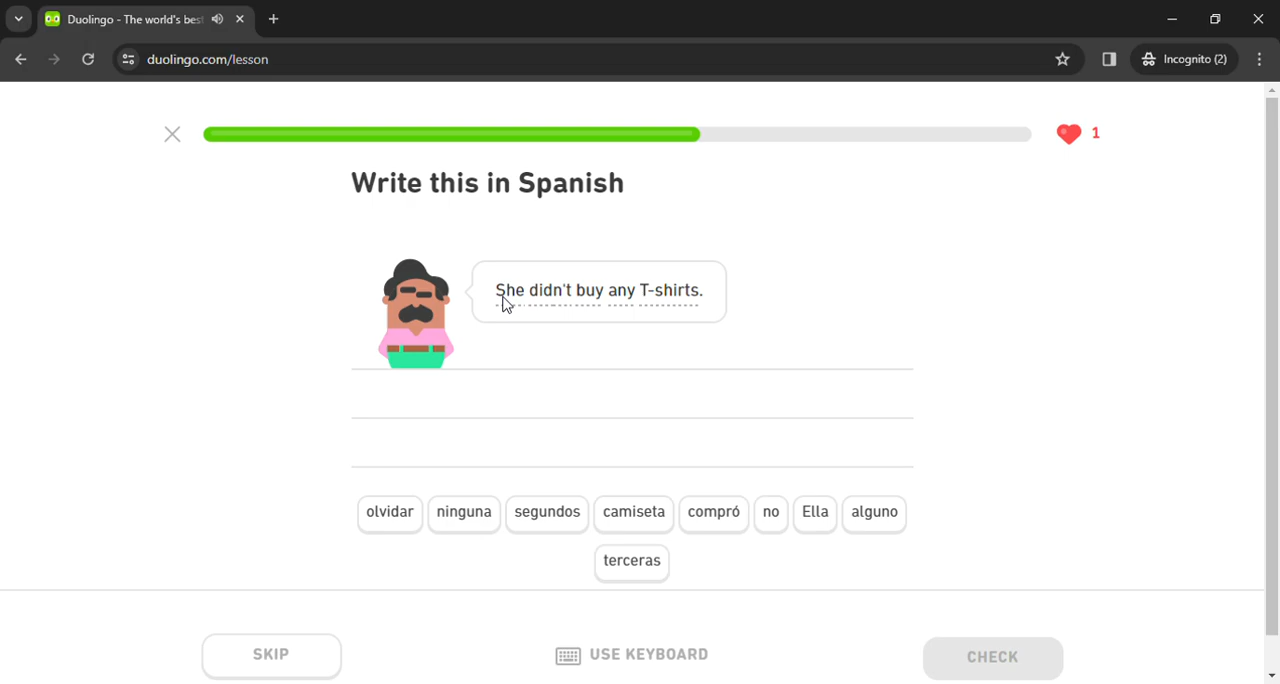 Duolingo - The world's bes
duolingo.com/lesson
Incognito (2)
1
Write this in Spanish
She didn't buy any T-shirts.
olvidar ninguna segundos camiseta compró no Ella alguno
terceras
SKIP USE KEYBOARD CHECK